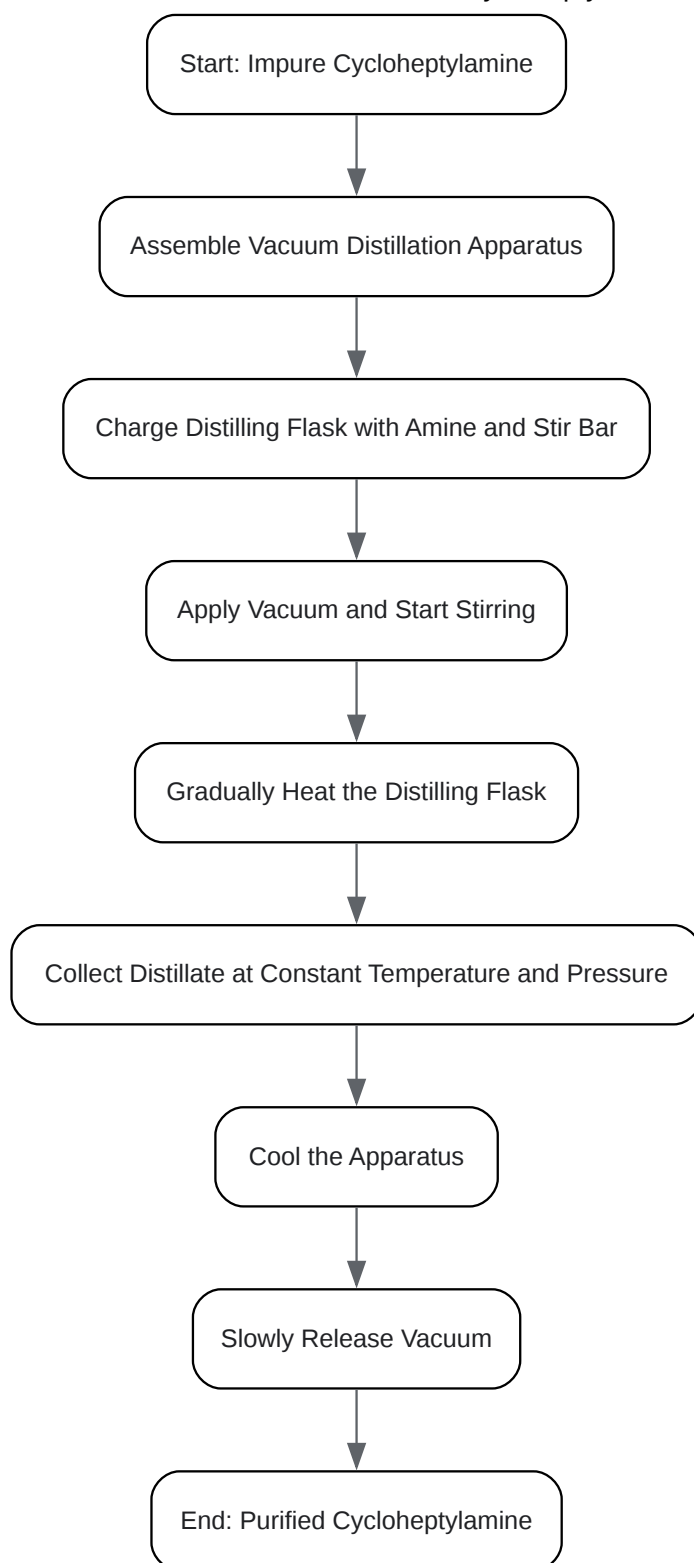 Start: Impure Cycloheptylamine
Assemble Vacuum Distillation Apparatus
Charge Distilling Flask with Amine and Stir Bar
Apply Vacuum and Start Stirring
Gradually Heat the Distilling Flask
Collect Distillate at Constant Temperature and Pressure
Cool the Apparatus
Slowly Release Vacuum
End: Purified Cycloheptylamine